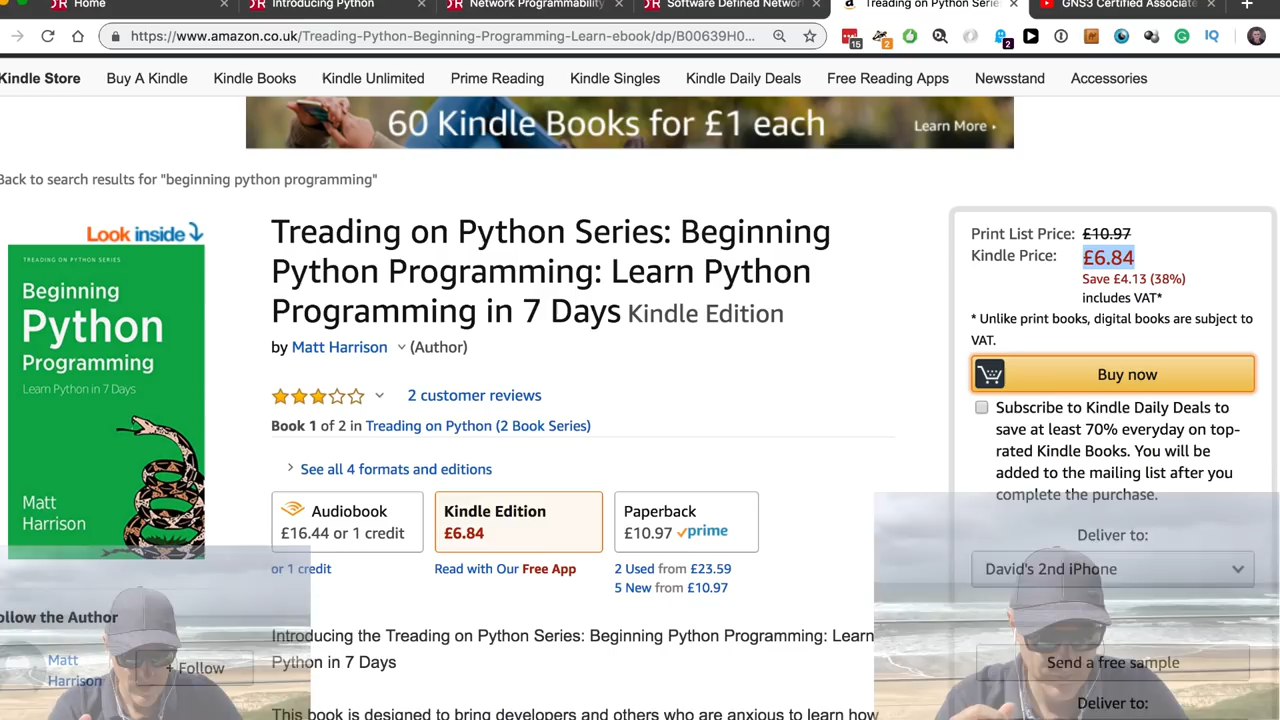 Home
Introducing Python
Network Programmability
Software Defined Networ
Treading on Python Serie
GNS3 Certified Associate
https://www.amazon.co.uk/Treading-Python-Beginning-Programming-Learn-ebook/dp/B00639H0...
15
2
2
IQ
Kindle Store
Buy A Kindle
Kindle Books
Kindle Unlimited
Prime Reading
Kindle Singles
Kindle Daily Deals
Free Reading Apps
Newsstand
Accessories
60 Kindle Books for £1 each
Learn More
Back to search results for "beginning python programming"
Look inside
TREADING ON PYTHON SERIES
Beginning
Python
Programming
Learn Python in 7 Days
Matt
Harrison
Treading on Python Series: Beginning
Python Programming: Learn Python
Programming in 7 Days Kindle Edition
by Matt Harrison (Author)
2 customer reviews
Book 1 of 2 in Treading on Python (2 Book Series)
See all 4 formats and editions
Audiobook
£16.44 or 1 credit
Kindle Edition
£6.84
Paperback
£10.97 prime
or 1 credit
Read with Our Free App
2 Used from £23.59
5 New from £10.97
Introducing the Treading on Python Series: Beginning Python Programming: Learn
Python in 7 Days
This book is designed to bring developers and others who are anxious to learn how
ollow the Author
Matt
Harrison
+ Follow
Print List Price: £10.97
Kindle Price: £6.84
Save £4.13 (38%)
includes VAT*
* Unlike print books, digital books are subject to
VAT.
Buy now
Subscribe to Kindle Daily Deals to
save at least 70% everyday on top-
rated Kindle Books. You will be
added to the mailing list after you
complete the purchase.
Deliver to:
David's 2nd iPhone
Send a free sample
Deliver to: